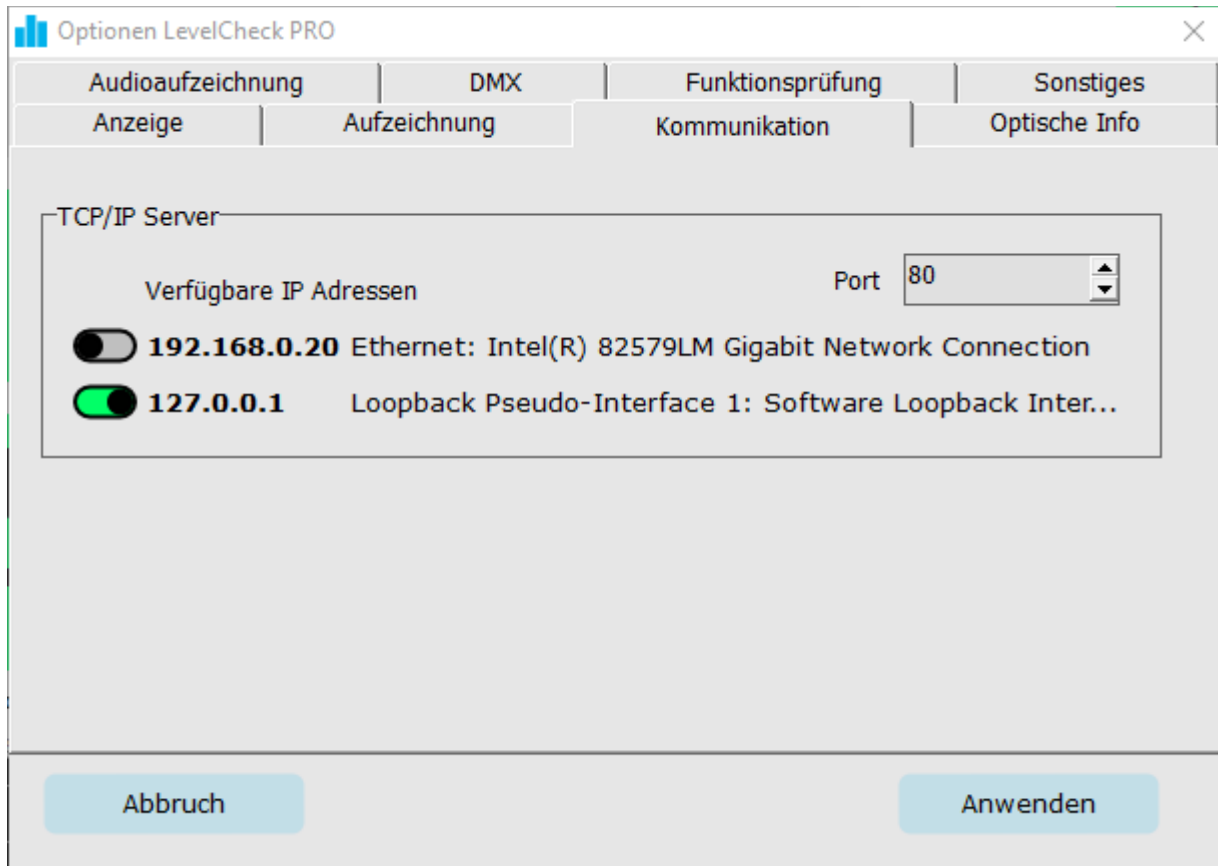 Optionen LevelCheck PRO
Audioaufzeichnung DMX Funktionsprüfung Sonstiges
Anzeige Aufzeichnung Kommunikation Optische Info
TCP/IP Server
Verfügbare IP Adressen Port 80
192.168.0.20 Ethernet: Intel(R) 82579LM Gigabit Network Connection
127.0.0.1 Loopback Pseudo-Interface 1: Software Loopback Inter...
Abbruch Anwenden